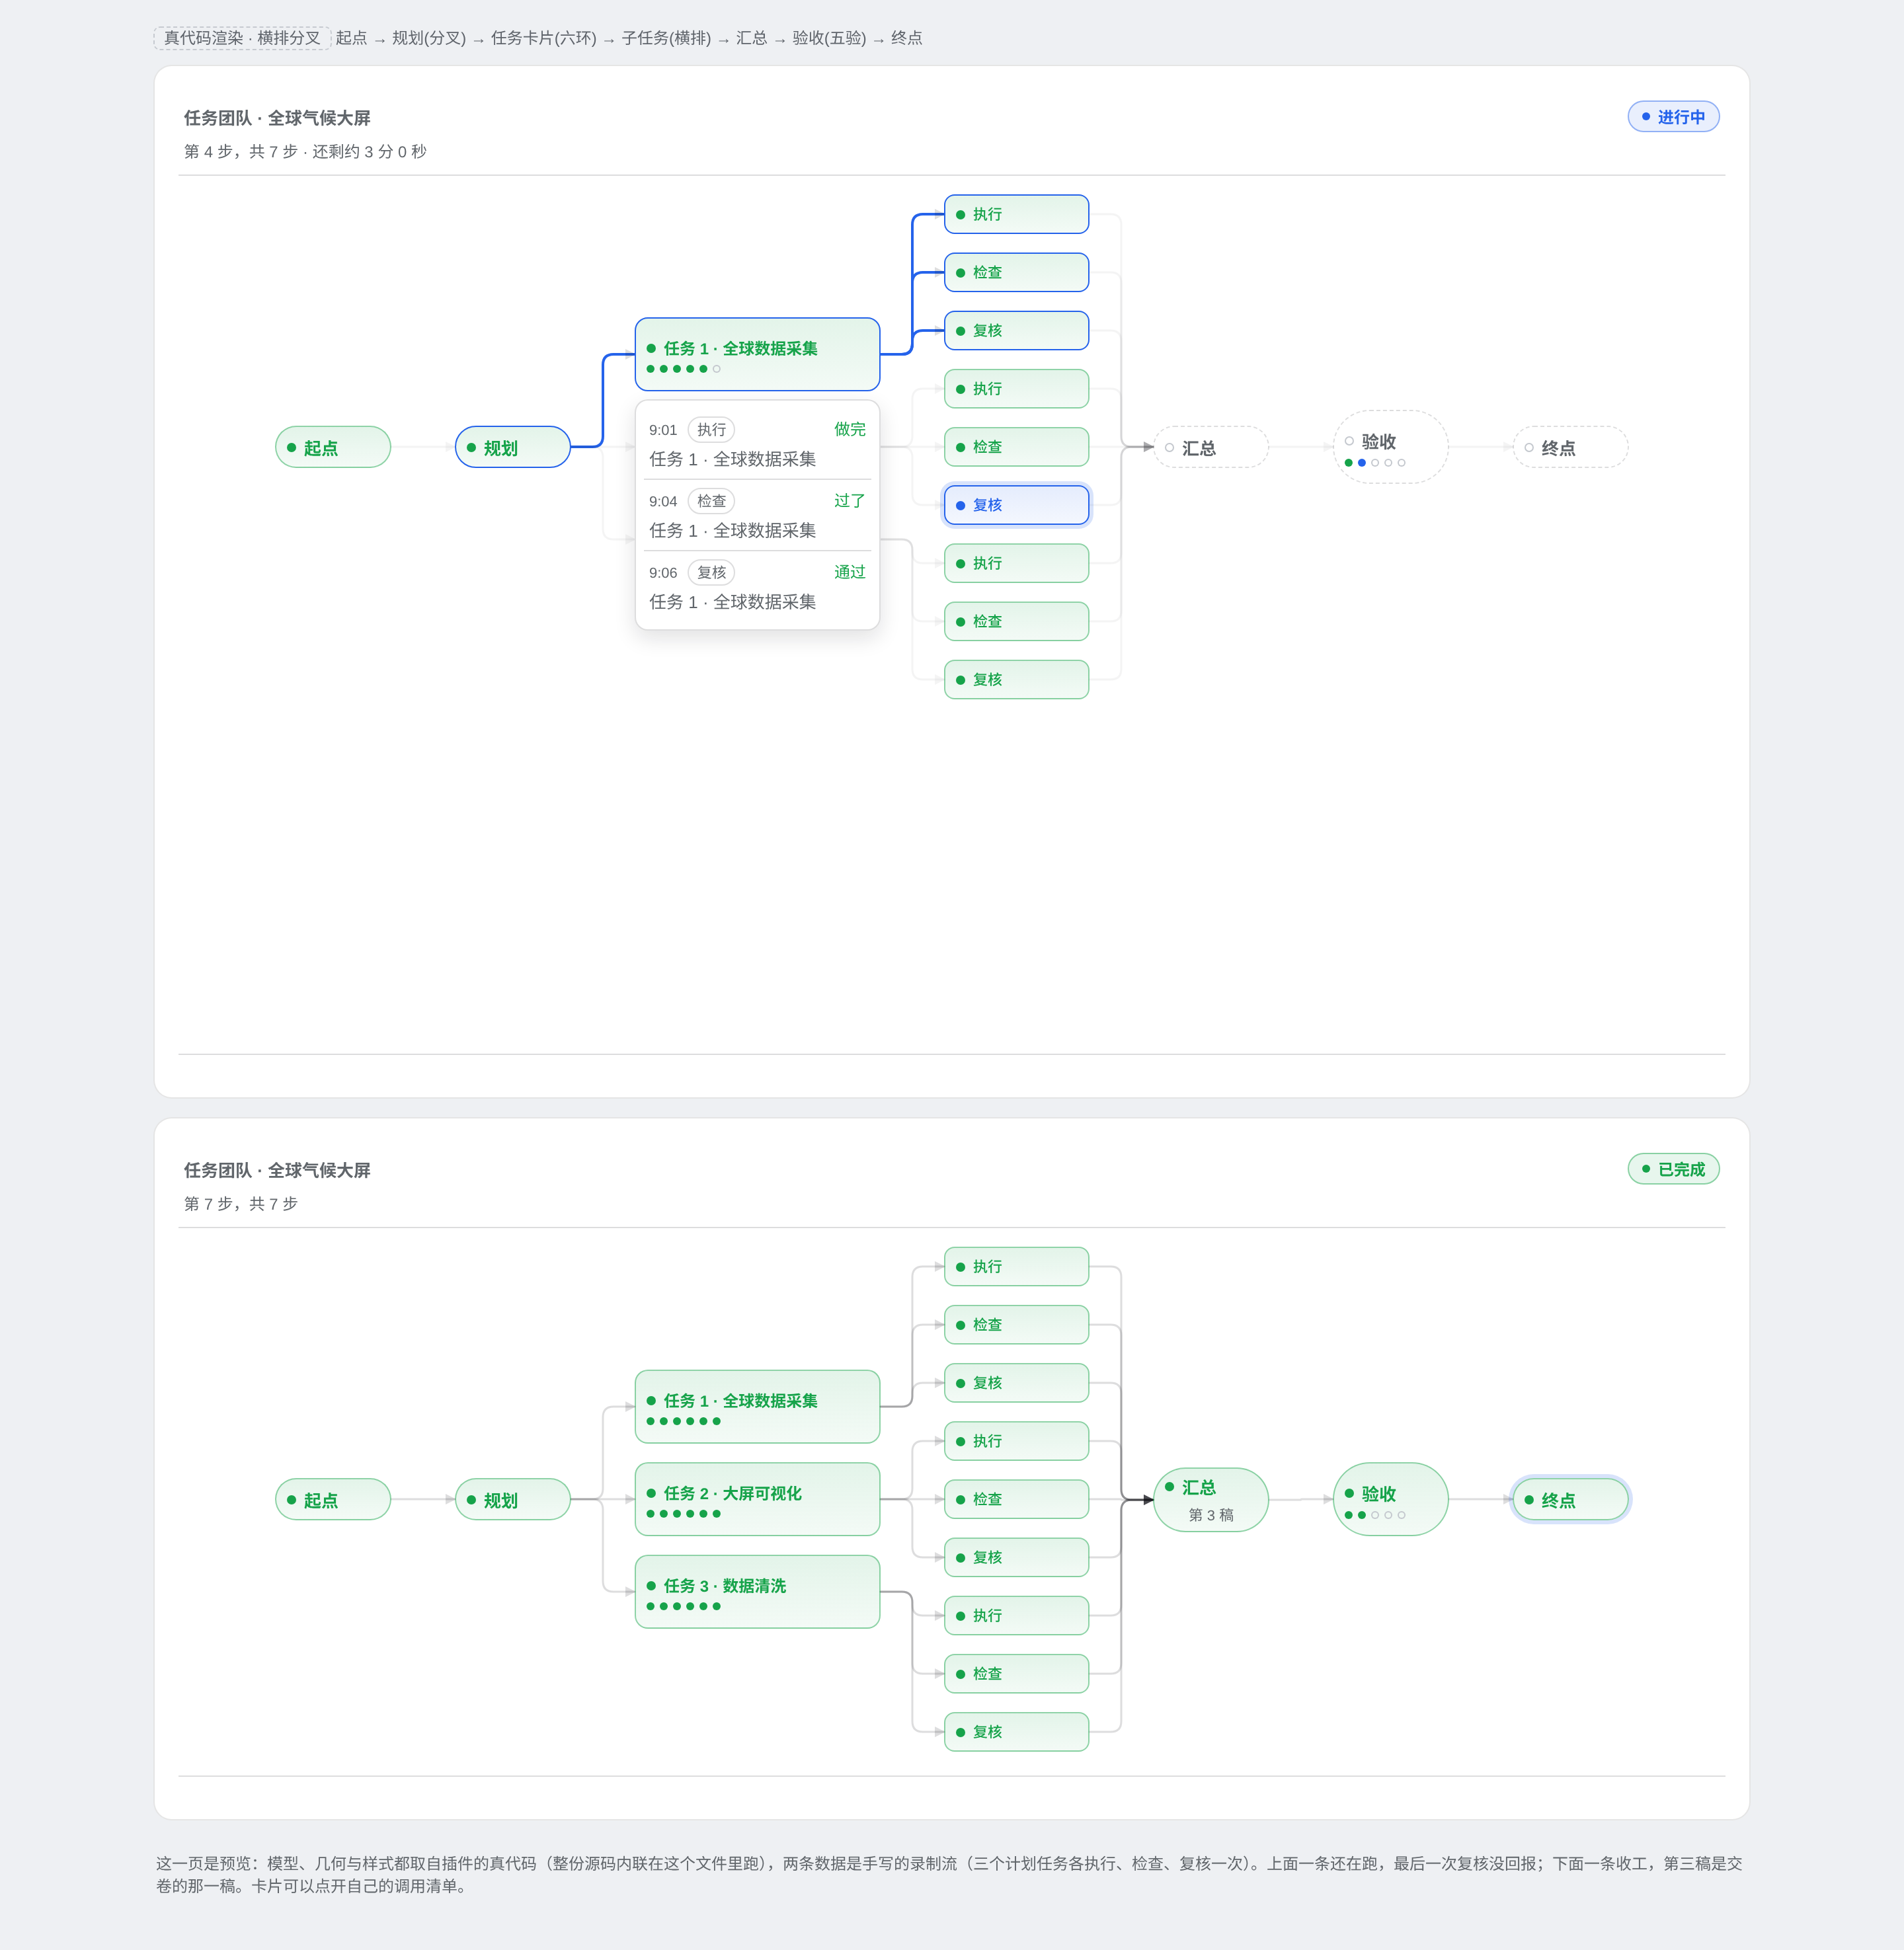 真代码渲染 · 横排分叉 起点 → 规划(分叉) → 任务卡片(六环) → 子任务(横排) → 汇总 → 验收(五验) → 终点
任务团队 · 全球气候大屏
进行中
第 4 步，共 7 步 · 还剩约 3 分 0 秒
起点
规划
任务 1 · 全球数据采集
9:01 执行 做完
任务 1 · 全球数据采集
9:04 检查 过了
任务 1 · 全球数据采集
9:06 复核 通过
任务 1 · 全球数据采集
执行
检查
复核
执行
检查
复核
执行
检查
复核
汇总
验收
终点
任务团队 · 全球气候大屏
已完成
第 7 步，共 7 步
起点
规划
任务 1 · 全球数据采集
任务 2 · 大屏可视化
任务 3 · 数据清洗
执行
检查
复核
执行
检查
复核
执行
检查
复核
汇总
第 3 稿
验收
终点
这一页是预览：模型、几何与样式都取自插件的真代码（整份源码内联在这个文件里跑），两条数据是手写的录制流（三个计划任务各执行、检查、复核一次）。上面一条还在跑，最后一次复核没回报；下面一条收工，第三稿是交
卷的那一稿。卡片可以点开自己的调用清单。